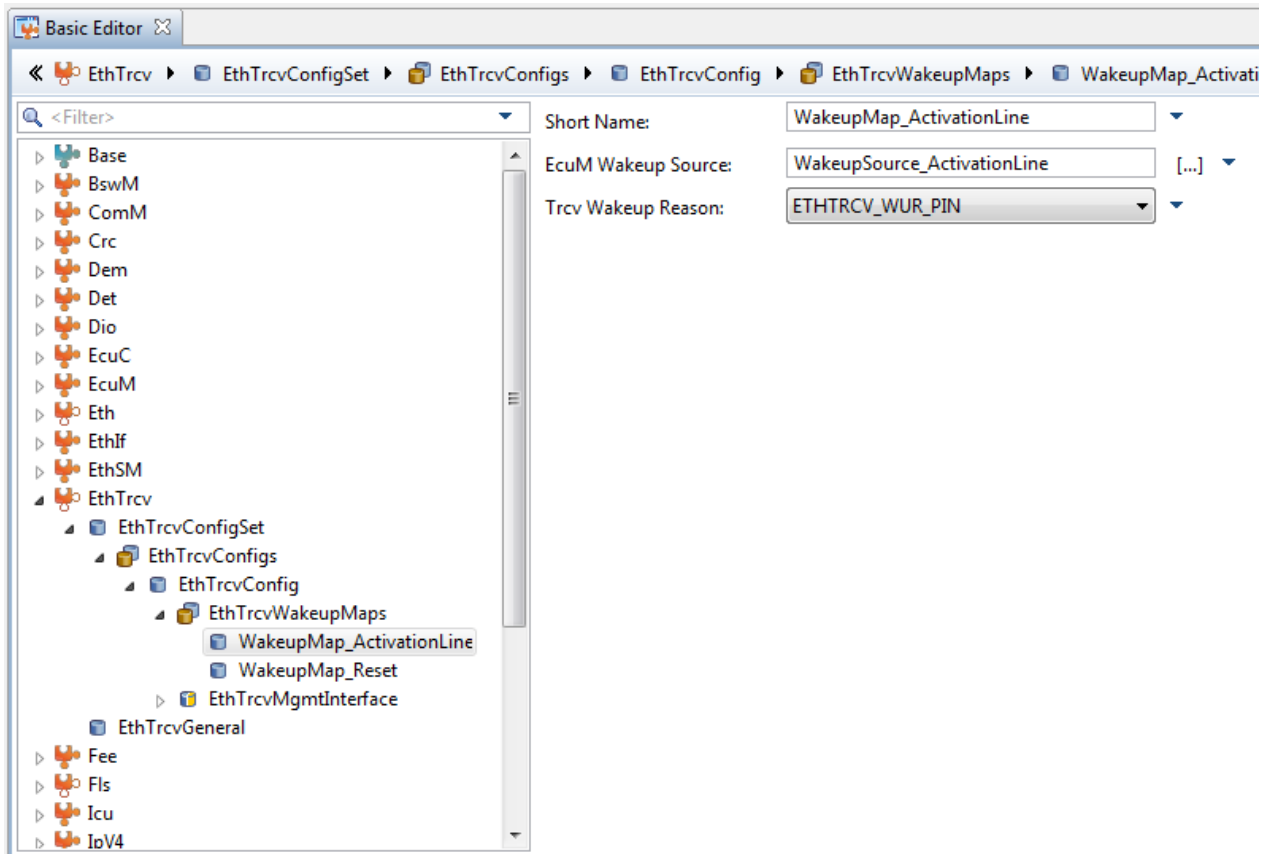 Basic Editor
EthTrcv EthTrcvConfigSet EthTrcvConfigs EthTrcvConfig EthTrcvWakeupMaps WakeupMap_Activati
<Filter>
Base
BswM
ComM
Crc
Dem
Det
Dio
EcuC
EcuM
Eth
EthIf
EthSM
EthTrcv
EthTrcvConfigSet
EthTrcvConfigs
EthTrcvConfig
EthTrcvWakeupMaps
WakeupMap_ActivationLine
WakeupMap_Reset
EthTrcvMgmtInterface
EthTrcvGeneral
Fee
Fls
Icu
IpV4
Short Name: WakeupMap_ActivationLine
EcuM Wakeup Source: WakeupSource_ActivationLine [...]
Trcv Wakeup Reason: ETHTRCV_WUR_PIN